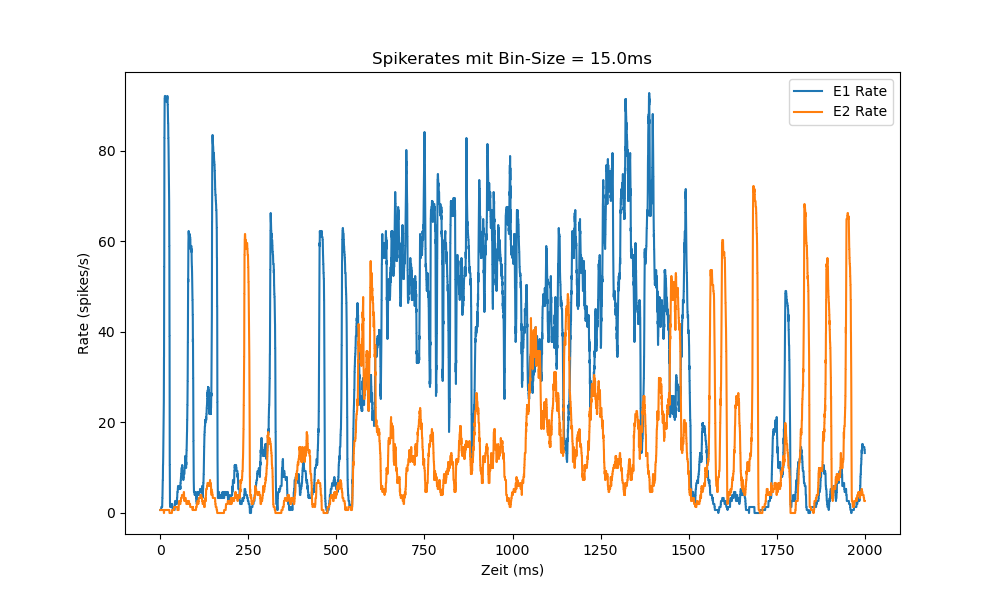 Spikerates mit Bin-Size = 15.0ms
E1 Rate
E2 Rate
80
60
40
20
0
Rate (spikes/s)
0 250 500 750 1000 1250 1500 1750 2000
Zeit (ms)